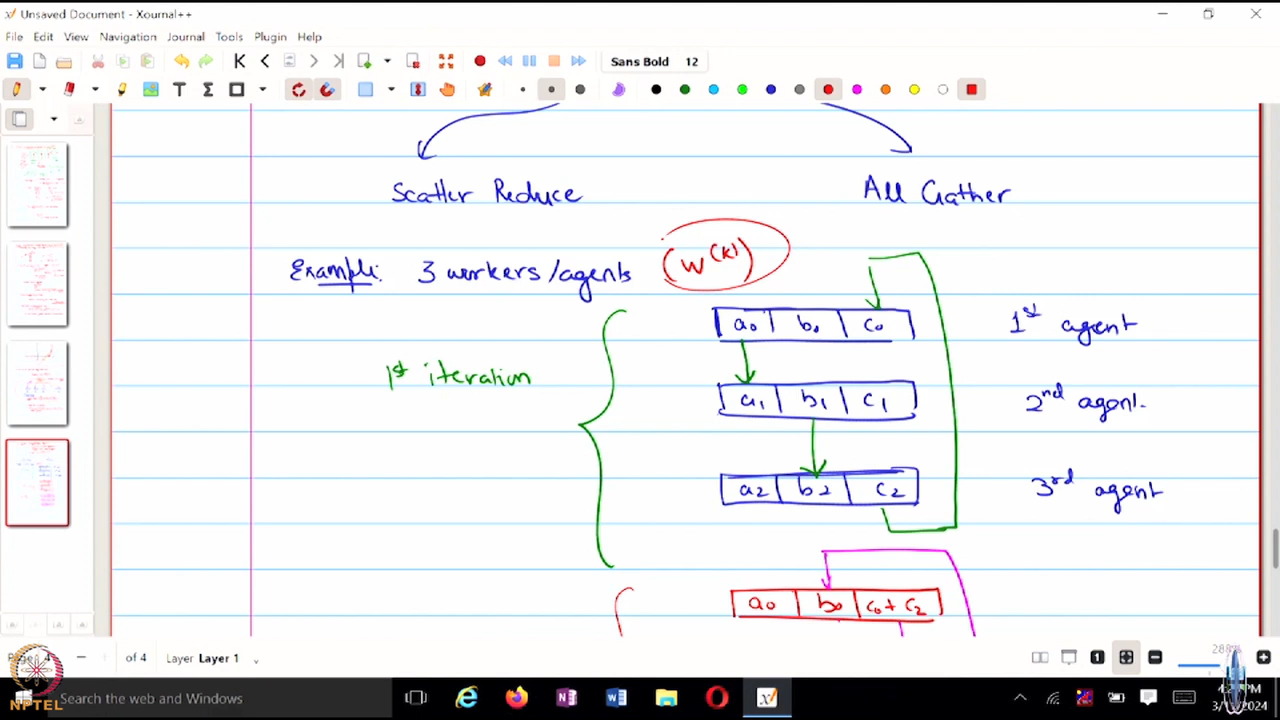 Unsaved Document - Xournal++
File Edit View Navigation Journal Tools Plugin Help
Sans Bold 12
Scatter Reduce All Gather
Example: 3 workers/agents (w^(k))
a₀ b₀ c₀ 1st agent
1st iteration
a₁ b₁ c₁ 2nd agent.
a₂ b₂ c₂ 3rd agent
a₀ b₀ c₀ + c₂
of 4 Layer Layer 1
288%
NPTEL
Search the web and Windows